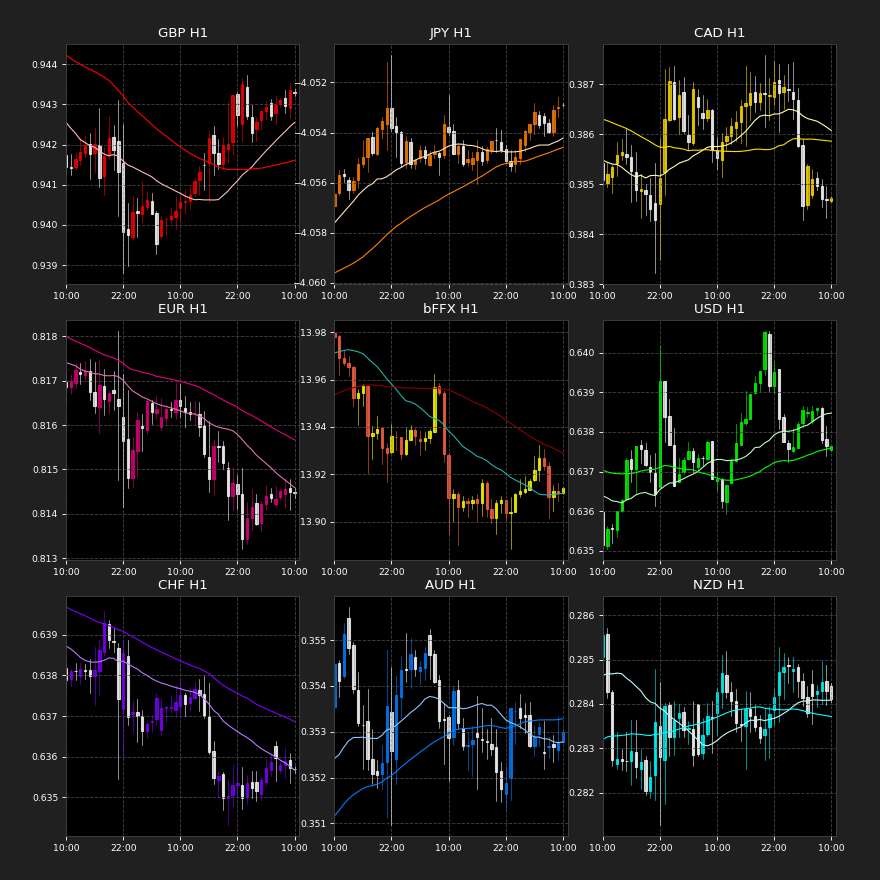 GBP H1
0.944
0.943
0.942
0.941
0.940
0.939
10:00 22:00 10:00 22:00 10:00
JPY H1
−4.052
−4.054
−4.056
−4.058
−4.060
10:00 22:00 10:00 22:00 10:00
CAD H1
0.387
0.386
0.385
0.384
0.383
10:00 22:00 10:00 22:00 10:00
EUR H1
0.818
0.817
0.816
0.815
0.814
0.813
10:00 22:00 10:00 22:00 10:00
bFFX H1
13.98
13.96
13.94
13.92
13.90
10:00 22:00 10:00 22:00 10:00
USD H1
0.640
0.639
0.638
0.637
0.636
0.635
10:00 22:00 10:00 22:00 10:00
CHF H1
0.639
0.638
0.637
0.636
0.635
10:00 22:00 10:00 22:00 10:00
AUD H1
0.355
0.354
0.353
0.352
0.351
10:00 22:00 10:00 22:00 10:00
NZD H1
0.286
0.285
0.284
0.283
0.282
10:00 22:00 10:00 22:00 10:00